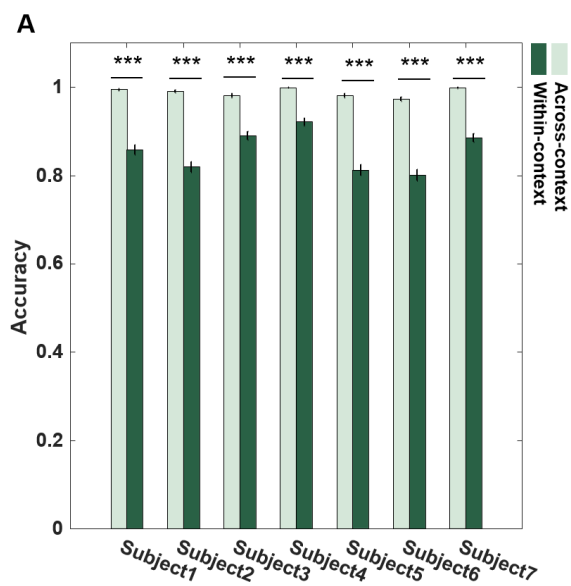 A
*** *** *** *** *** *** ***
1
0.8
0.6
0.4
0.2
0
Accuracy
Subject1
Subject2
Subject3
Subject4
Subject5
Subject6
Subject7
Across-context
Within-context